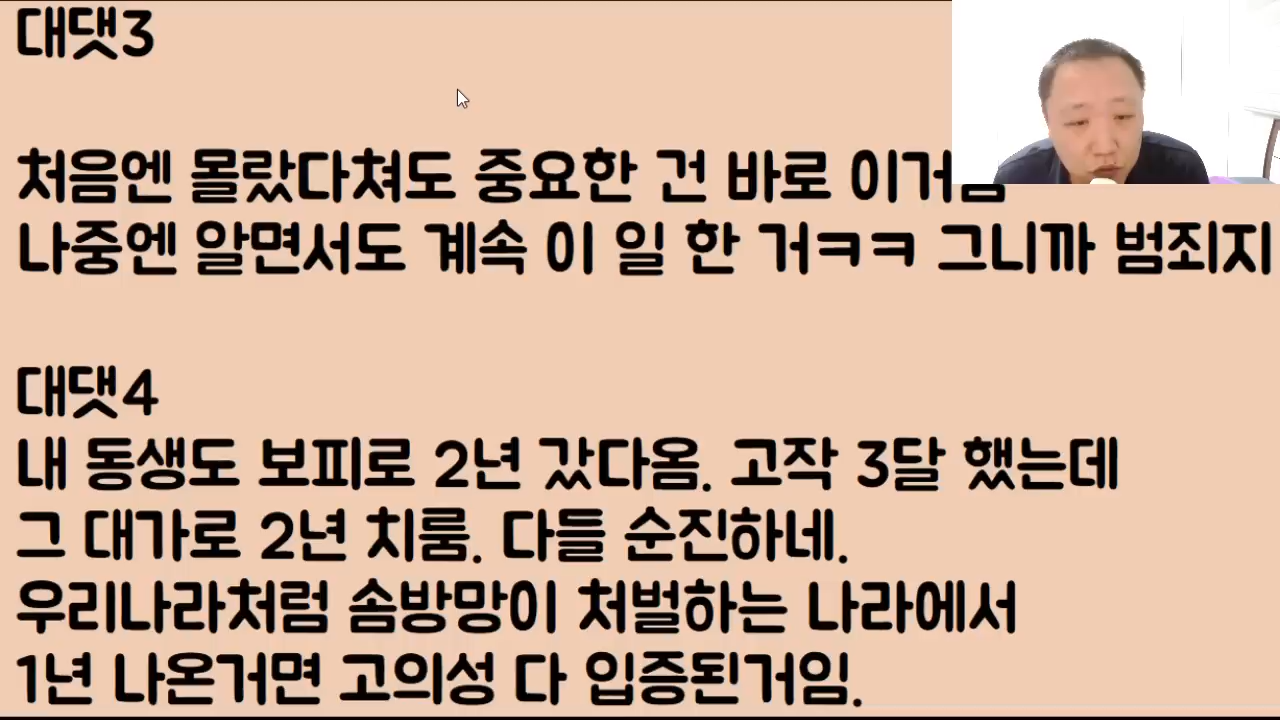 대댓3
처음엔 몰랐다쳐도 중요한 건 바로 이거임
나중엔 알면서도 계속 이 일 한 거ㅋㅋ 그니까 범죄지
대댓4
내 동생도 보피로 2년 갔다옴. 고작 3달 했는데
그 대가로 2년 치룸. 다들 순진하네.
우리나라처럼 솜방망이 처벌하는 나라에서
1년 나온거면 고의성 다 입증된거임.